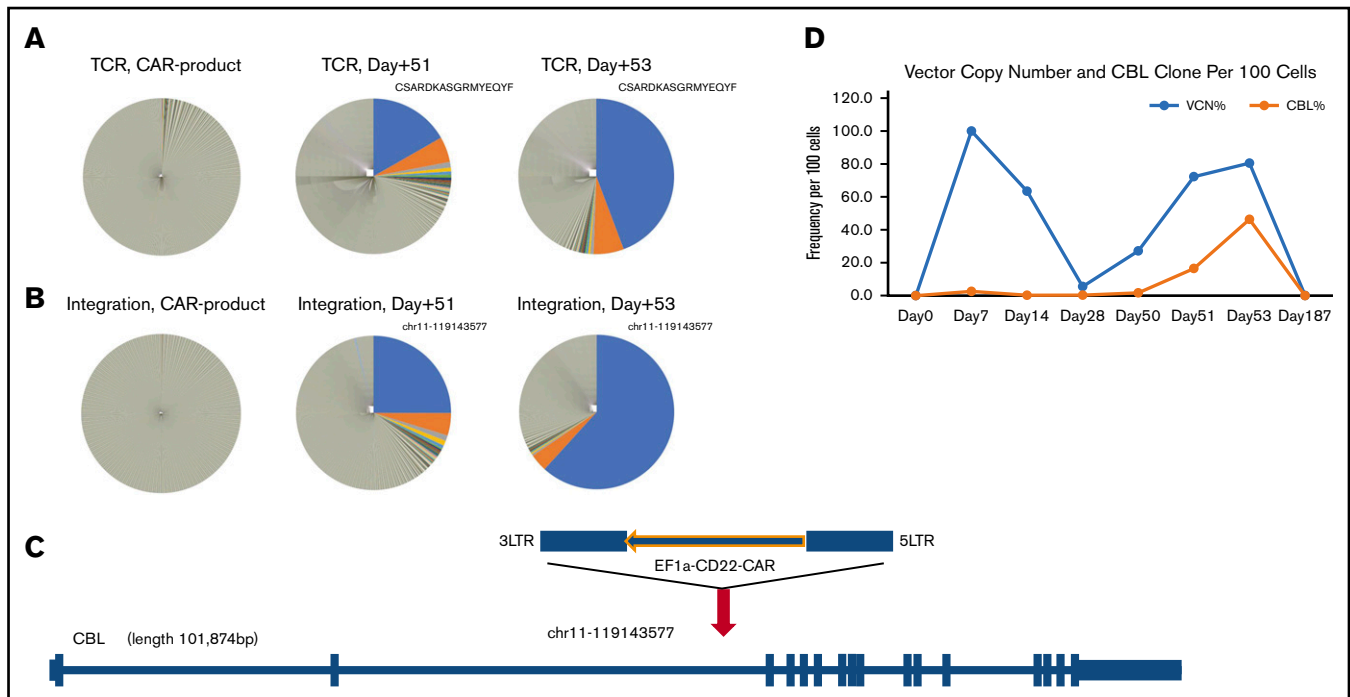 A
TCR, CAR-product
TCR, Day+51
CSARDKASGRMYEQYF
TCR, Day+53
CSARDKASGRMYEQYF
B
Integration, CAR-product
Integration, Day+51
chr11-119143577
Integration, Day+53
chr11-119143577
C
3LTR
5LTR
EF1a-CD22-CAR
CBL (length 101,874bp)
chr11-119143577
D
Vector Copy Number and CBL Clone Per 100 Cells
VCN%
CBL%
Frequency per 100 cells
120.0
100.0
80.0
60.0
40.0
20.0
0.0
Day0 Day7 Day14 Day28 Day50 Day51 Day53 Day187